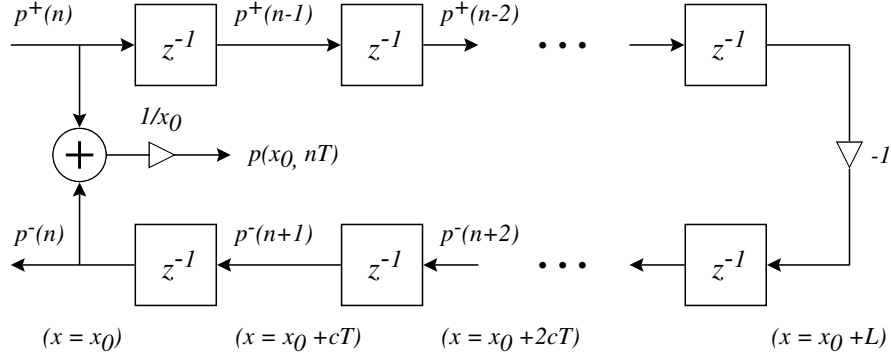 p⁺(n) p⁺(n-1) p⁺(n-2)
z⁻¹ z⁻¹ • • • z⁻¹
1/x₀
+ p(x₀, nT) -1
p⁻(n) p⁻(n+1) p⁻(n+2)
z⁻¹ z⁻¹ • • • z⁻¹
(x = x₀) (x = x₀ +cT) (x = x₀ +2cT) (x = x₀ +L)